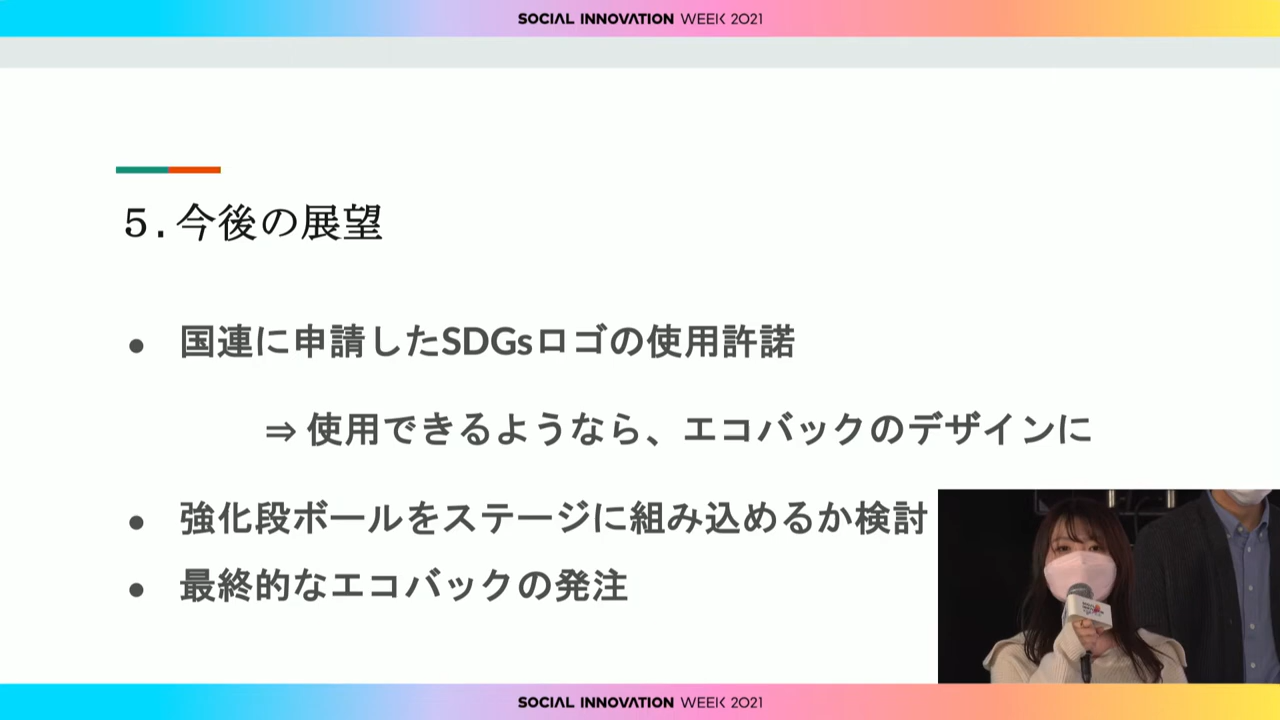 SOCIAL INNOVATION WEEK 2021
５.今後の展望
● 国連に申請したSDGsロゴの使用許諾
⇒ 使用できるようなら、エコバックのデザインに
● 強化段ボールをステージに組み込めるか検討
● 最終的なエコバックの発注
SOCIAL INNOVATION WEEK 2021